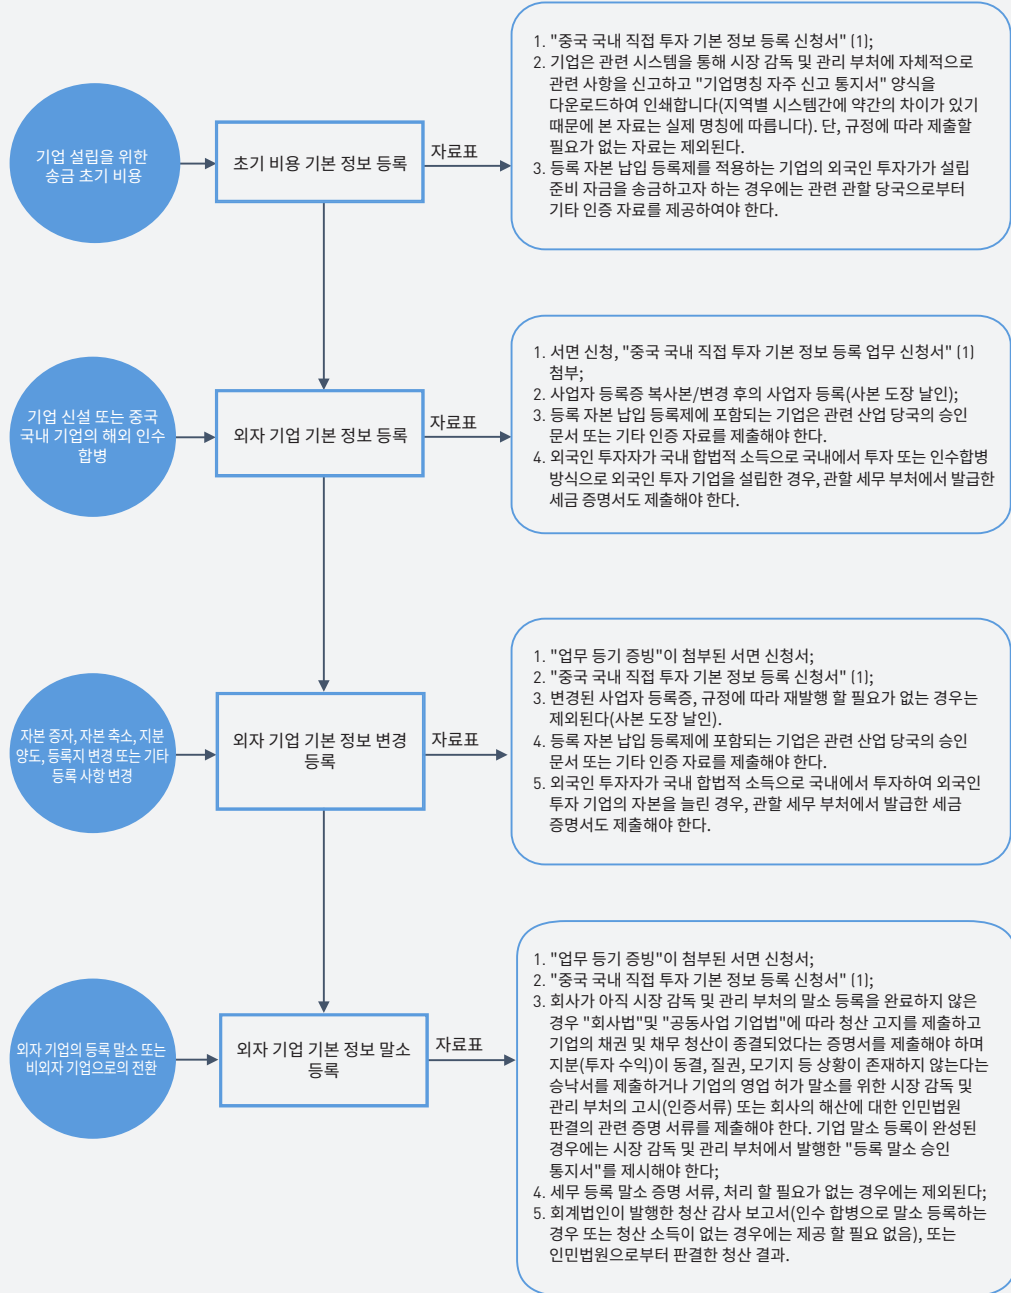 기업 설립을 위한
송금 초기 비용
초기 비용 기본 정보 등록
자료표
1. "중국 국내 직접 투자 기본 정보 등록 신청서" (1);
2. 기업은 관련 시스템을 통해 시장 감독 및 관리 부처에 자체적으로
관련 사항을 신고하고 "기업명칭 자주 신고 통지서" 양식을
다운로드하여 인쇄합니다(지역별 시스템간에 약간의 차이가 있기
때문에 본 자료는 실제 명칭에 따릅니다). 단, 규정에 따라 제출할
필요가 없는 자료는 제외된다.
3. 등록 자본 납입 등록제를 적용하는 기업의 외국인 투자가가 설립
준비 자금을 송금하고자 하는 경우에는 관련 관할 당국으로부터
기타 인증 자료를 제공하여야 한다.
기업 신설 또는 중국
국내 기업의 해외 인수
합병
외자 기업 기본 정보 등록
자료표
1. 서면 신청, "중국 국내 직접 투자 기본 정보 등록 업무 신청서" (1)
첨부;
2. 사업자 등록증 복사본/변경 후의 사업자 등록(사본 도장 날인);
3. 등록 자본 납입 등록제에 포함되는 기업은 관련 산업 당국의 승인
문서 또는 기타 인증 자료를 제출해야 한다.
4. 외국인 투자자가 국내 합법적 소득으로 국내에서 투자 또는 인수합병
방식으로 외국인 투자 기업을 설립한 경우, 관할 세무 부처에서 발급한
세금 증명서도 제출해야 한다.
자본 증자, 자본 축소, 지분
양도, 등록지 변경 또는 기타
등록 사항 변경
외자 기업 기본 정보 변경
등록
자료표
1. "업무 등기 증빙"이 첨부된 서면 신청서;
2. "중국 국내 직접 투자 기본 정보 등록 신청서" (1);
3. 변경된 사업자 등록증, 규정에 따라 재발행 할 필요가 없는 경우는
제외된다(사본 도장 날인).
4. 등록 자본 납입 등록제에 포함되는 기업은 관련 산업 당국의 승인
문서 또는 기타 인증 자료를 제출해야 한다.
5. 외국인 투자자가 국내 합법적 소득으로 국내에서 투자하여 외국인
투자 기업의 자본을 늘린 경우, 관할 세무 부처에서 발급한 세금
증명서도 제출해야 한다.
외자 기업의 등록 말소 또는
비외자 기업으로의 전환
외자 기업 기본 정보 말소
등록
자료표
1. "업무 등기 증빙"이 첨부된 서면 신청서;
2. "중국 국내 직접 투자 기본 정보 등록 신청서" (1);
3. 회사가 아직 시장 감독 및 관리 부처의 말소 등록을 완료하지 않은
경우 "회사법"및 "공동사업 기업법"에 따라 청산 고지를 제출하고
기업의 채권 및 채무 청산이 종결되었다는 증명서를 제출해야 하며
지분(투자 수익)이 동결, 질권, 모기지 등 상황이 존재하지 않는다는
승낙서를 제출하거나 기업의 영업 허가 말소를 위한 시장 감독 및
관리 부처의 고시(인증서류) 또는 회사의 해산에 대한 인민법원
판결의 관련 증명 서류를 제출해야 한다. 기업 말소 등록이 완성된
경우에는 시장 감독 및 관리 부처에서 발행한 "등록 말소 승인
통지서"를 제시해야 한다;
4. 세무 등록 말소 증명 서류, 처리 할 필요가 없는 경우에는 제외된다;
5. 회계법인이 발행한 청산 감사 보고서(인수 합병으로 말소 등록하는
경우 또는 청산 소득이 없는 경우에는 제공 할 필요 없음), 또는
인민법원으로부터 판결한 청산 결과.